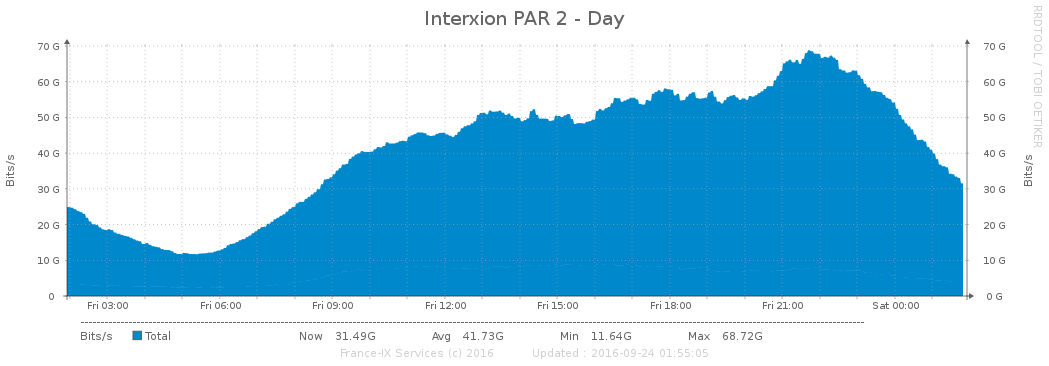 Interxion PAR 2 - Day
RRDTOOL / TOBI OETIKER
70 G 70 G
60 G 60 G
50 G 50 G
40 G 40 G
30 G 30 G
20 G 20 G
10 G 10 G
0 0 G
Bits/s
Bits/s
Fri 03:00 Fri 06:00 Fri 09:00 Fri 12:00 Fri 15:00 Fri 18:00 Fri 21:00 Sat 00:00
Bits/s Total Now 31.49G Avg 41.73G Min 11.64G Max 68.72G
France-IX Services (c) 2016 Updated : 2016-09-24 01:55:05